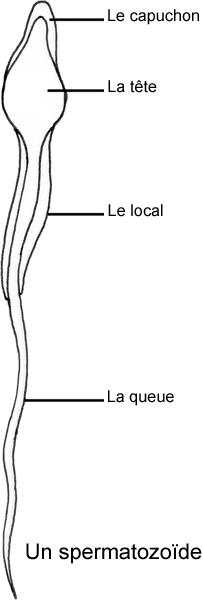 Le capuchon
La tête
Le local
La queue
Un spermatozoïde